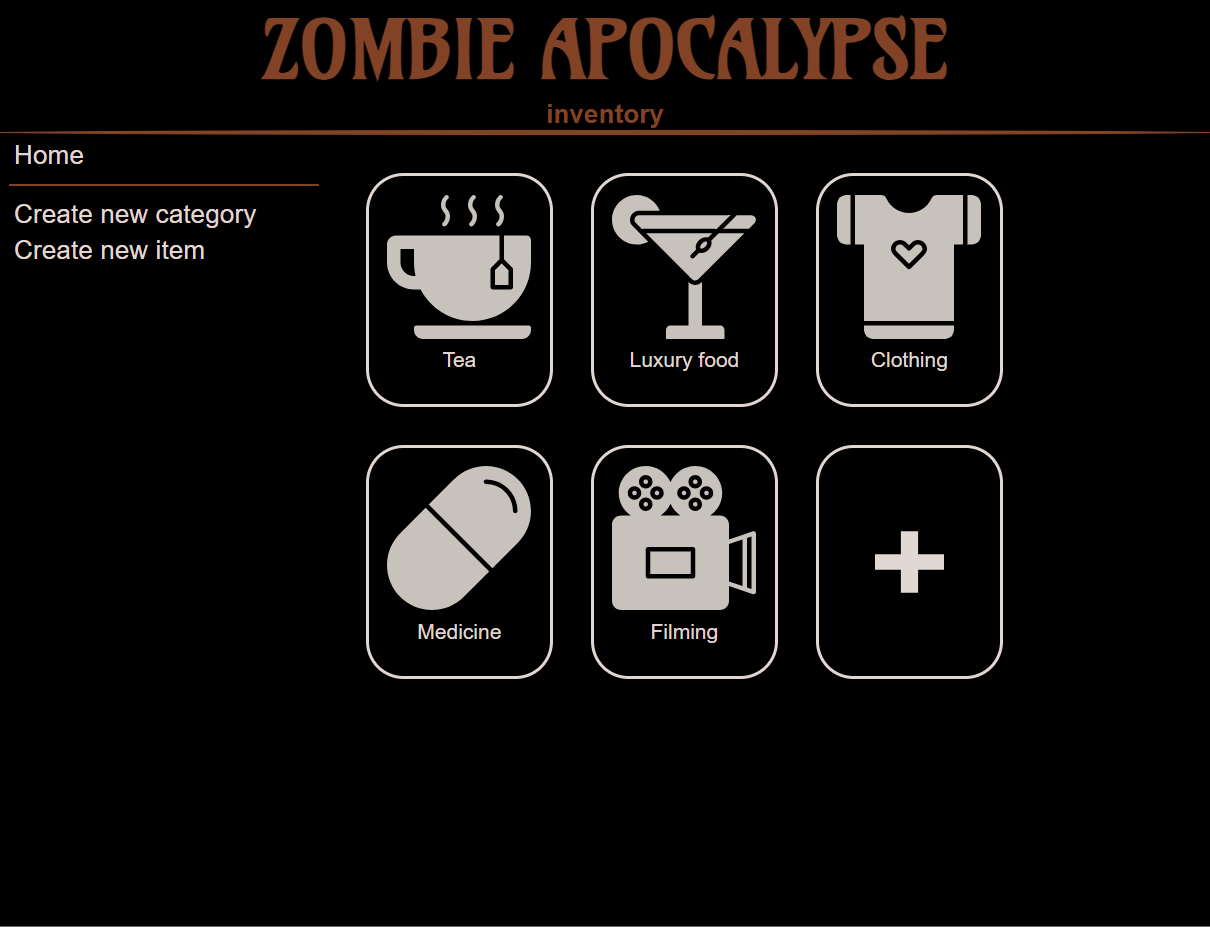 ZOMBIE APOCALYPSE
inventory
Home
Create new category
Create new item
Tea
Luxury food
Clothing
Medicine
Filming